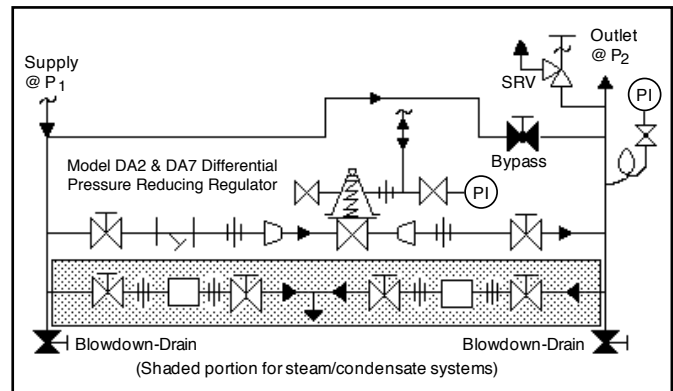 Supply
@ P1
Outlet
@ P2
SRV
PI
Bypass
Model DA2 & DA7 Differential
Pressure Reducing Regulator
PI
Blowdown-Drain
Blowdown-Drain
(Shaded portion for steam/condensate systems)